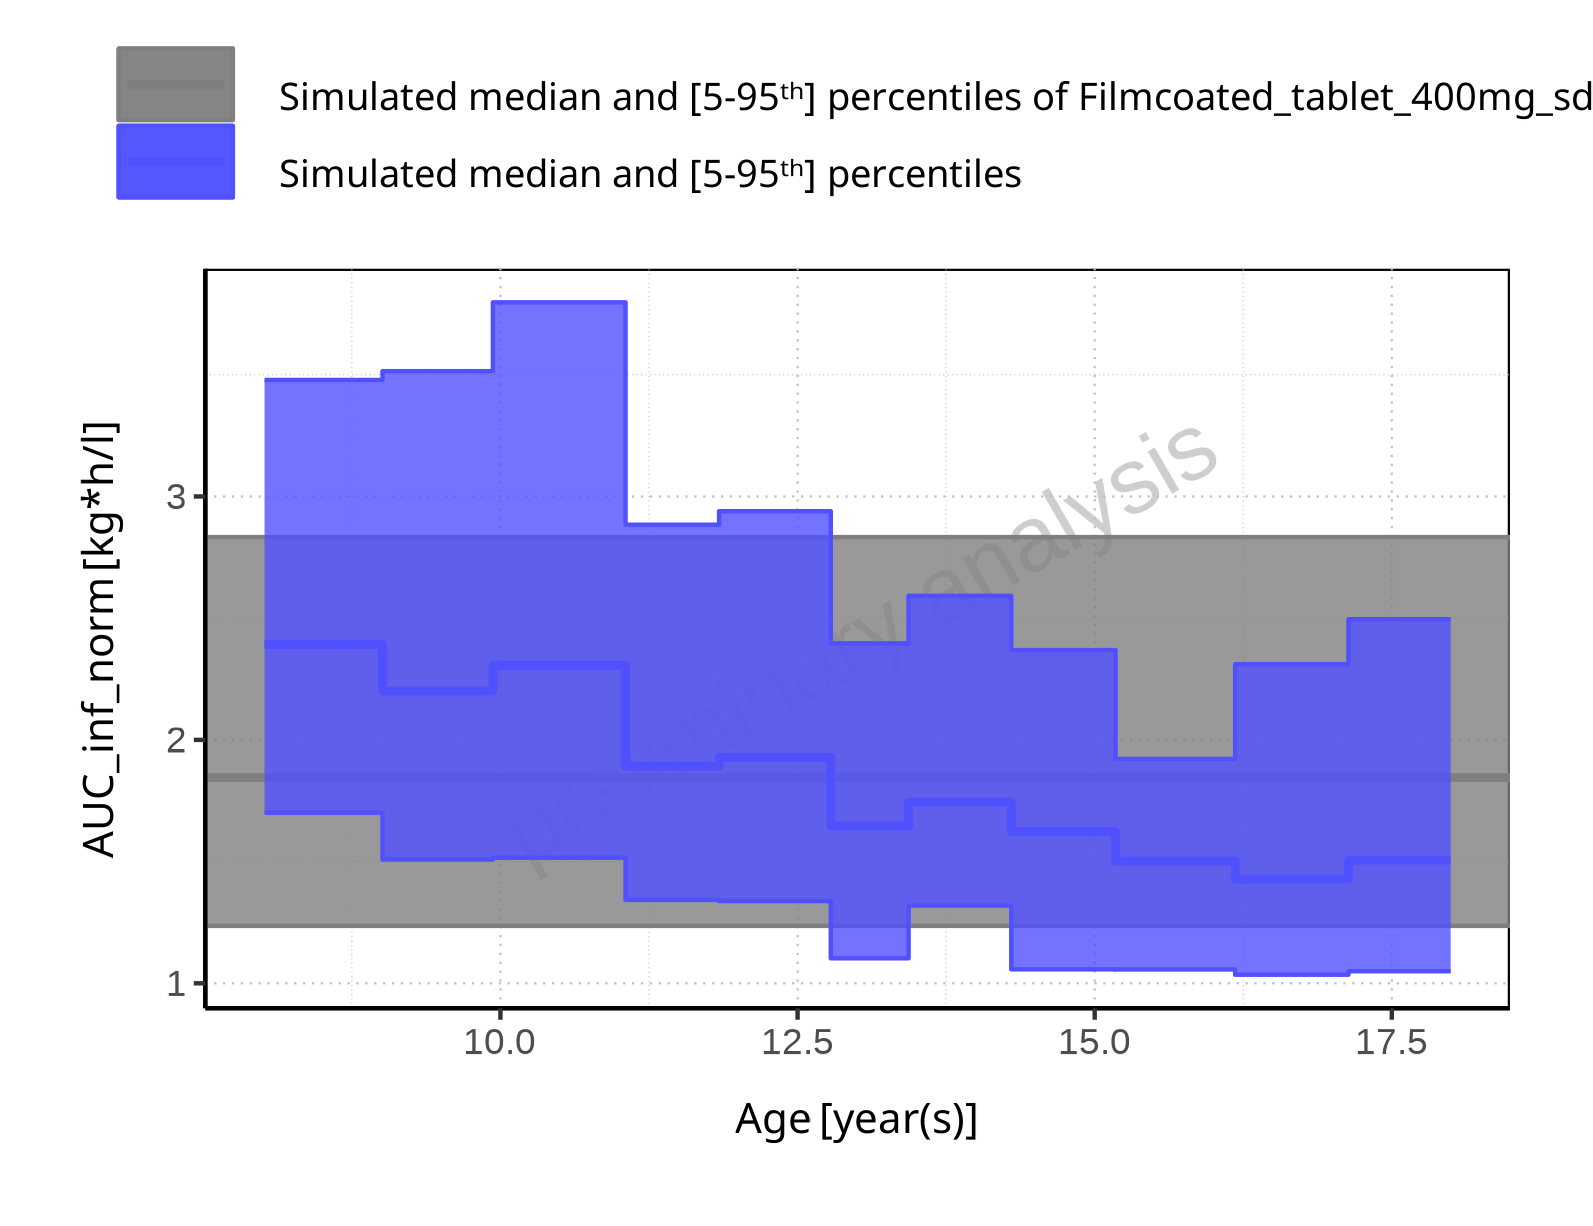 Simulated median and [5-95ᵗʰ] percentiles of Filmcoated_tablet_400mg_sd
Simulated median and [5-95ᵗʰ] percentiles
AUC_inf_norm [kg*h/l]
3
2
1
preliminary analysis
10.0
12.5
15.0
17.5
Age [year(s)]